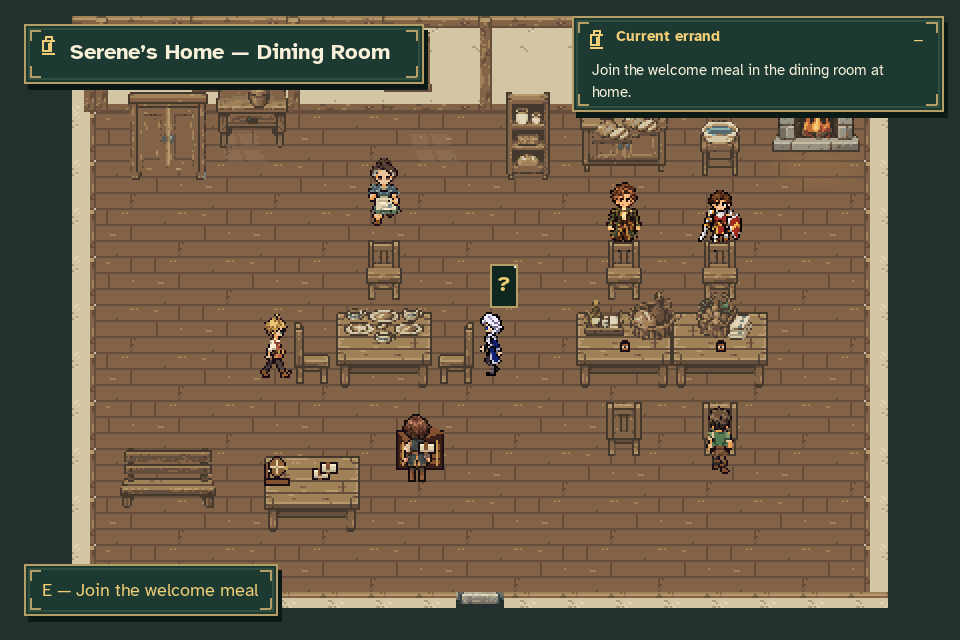 Serene’s Home — Dining Room
Current errand
Join the welcome meal in the dining room at
home.
?
E — Join the welcome meal